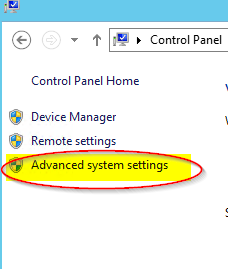 Control Panel
Control Panel Home
Device Manager
Remote settings
Advanced system settings